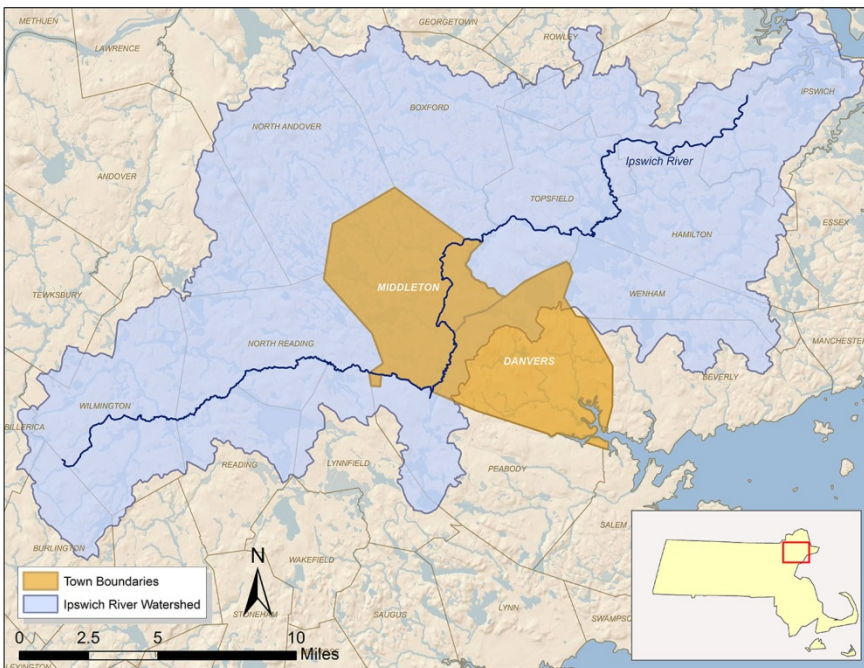 METHUEN
GEORGETOWN
ROWLEY
LAWRENCE
BOXFORD
IPSWICH
NORTH ANDOVER
Ipswich River
ANDOVER
TOPSFIELD
ESSEX
HAMILTON
MIDDLETON
TEWKSBURY
WENHAM
MANCHESTER
NORTH READING
DANVERS
BEVERLY
WILMINGTON
BILLERICA
READING
LYNNFIELD
PEABODY
SALEM
BURLINGTON
WAKEFIELD
N
Town Boundaries
Ipswich River Watershed
STONEHAM
SAUGUS
LYNN
SWAMPSC
0 2.5 5 10
Miles
LEXINGTON